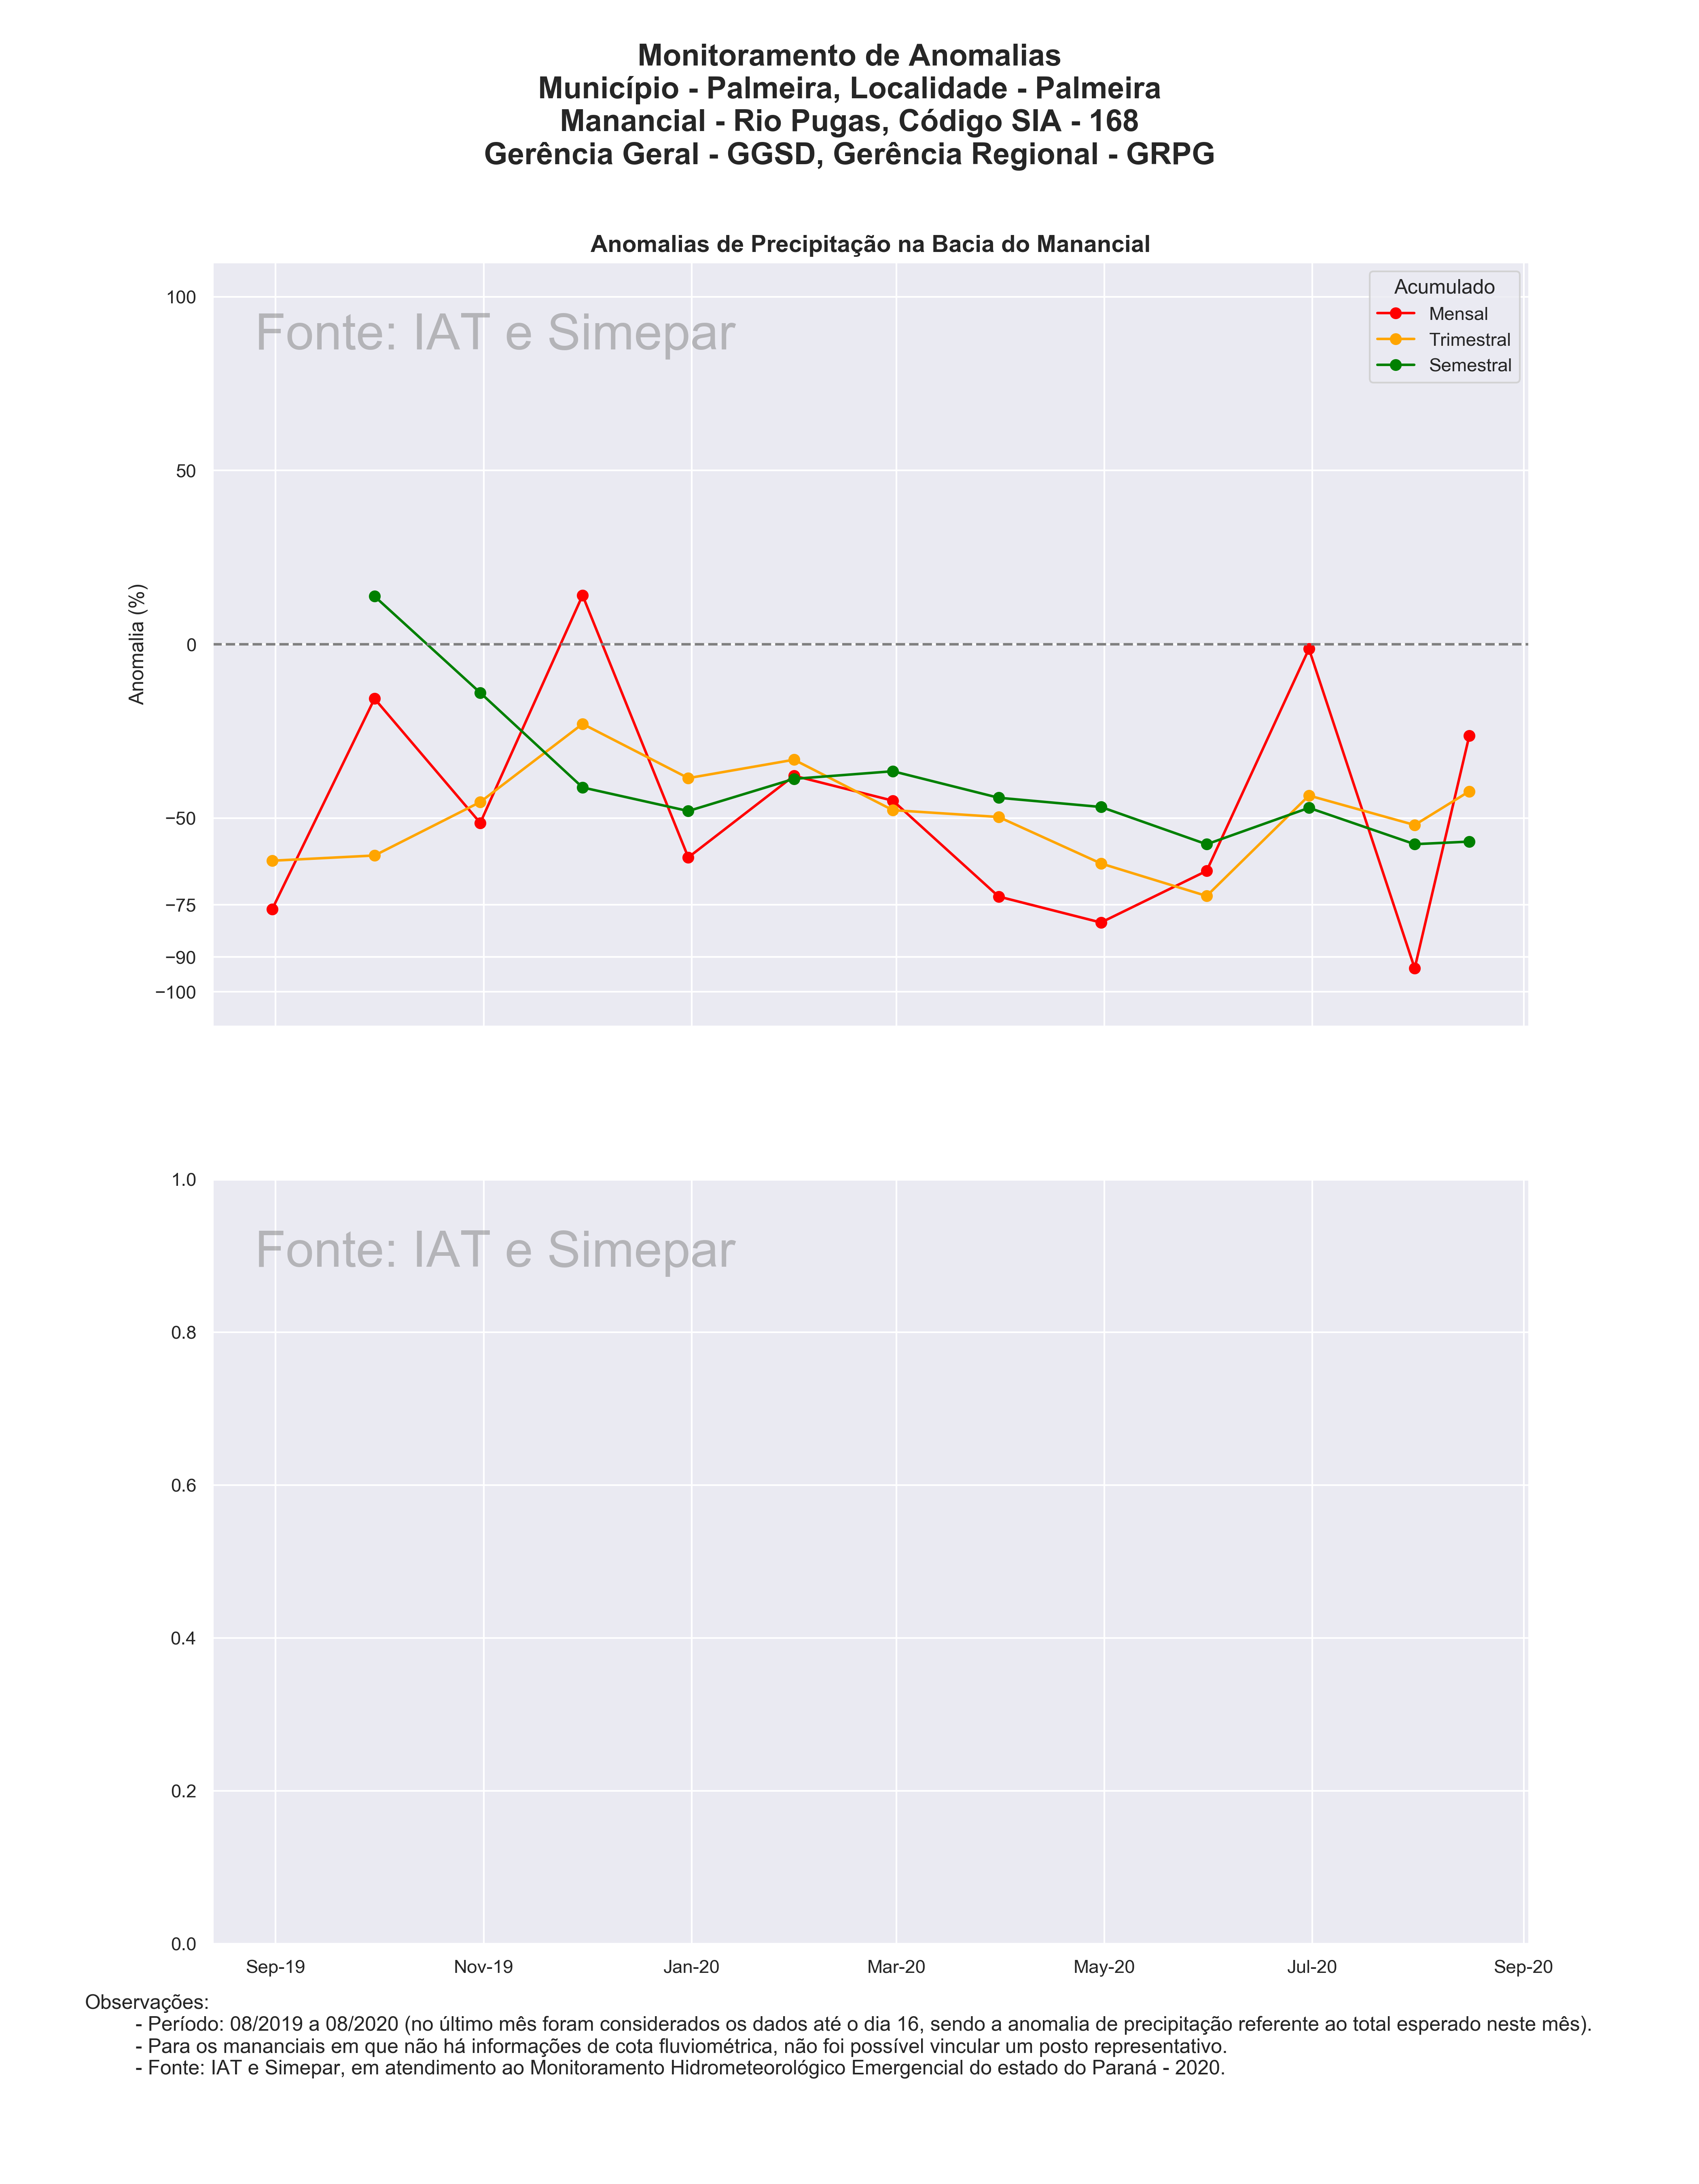 Monitoramento de Anomalias
Município - Palmeira, Localidade - Palmeira
Manancial - Rio Pugas, Código SIA - 168
Gerência Geral - GGSD, Gerência Regional - GRPG
Anomalias de Precipitação na Bacia do Manancial
Fonte: IAT e Simepar
Acumulado
Mensal
Trimestral
Semestral
Anomalia (%)
100
50
0
−50
−75
−90
−100
Fonte: IAT e Simepar
1.0
0.8
0.6
0.4
0.2
0.0
Sep-19 Nov-19 Jan-20 Mar-20 May-20 Jul-20 Sep-20
Observações:
- Período: 08/2019 a 08/2020 (no último mês foram considerados os dados até o dia 16, sendo a anomalia de precipitação referente ao total esperado neste mês).
- Para os mananciais em que não há informações de cota fluviométrica, não foi possível vincular um posto representativo.
- Fonte: IAT e Simepar, em atendimento ao Monitoramento Hidrometeorológico Emergencial do estado do Paraná - 2020.